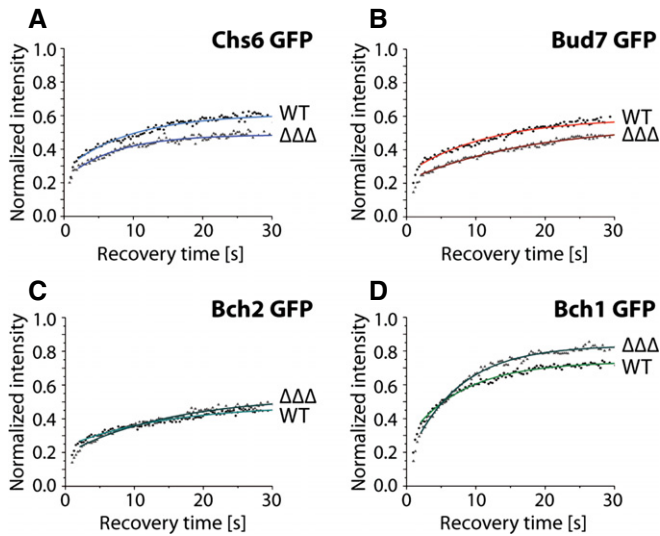 A
Chs6 GFP
Normalized intensity
1.0
0.8
0.6
0.4
0.2
0.0
WT
ΔΔΔ
0 10 20 30
Recovery time [s]
B
Bud7 GFP
Normalized intensity
1.0
0.8
0.6
0.4
0.2
0.0
WT
ΔΔΔ
0 10 20 30
Recovery time [s]
C
Bch2 GFP
Normalized intensity
1.0
0.8
0.6
0.4
0.2
0.0
ΔΔΔ
WT
0 10 20 30
Recovery time [s]
D
Bch1 GFP
Normalized intensity
1.0
0.8
0.6
0.4
0.2
0.0
ΔΔΔ
WT
0 10 20 30
Recovery time [s]